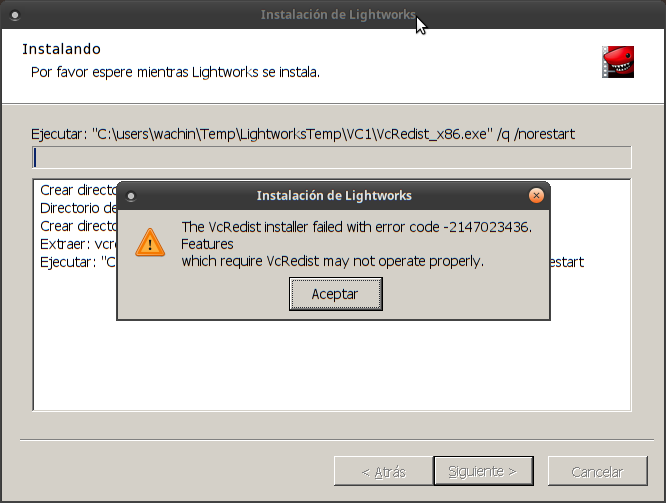 Instalación de Lightworks
Instalando
Por favor espere mientras Lightworks se instala.
Ejecutar: "C:\users\wachin\Temp\LightworksTemp\VC1\VcRedist_x86.exe" /q /norestart
Crear directo
Directorio de
Crear directo
Extraer: vcre
Ejecutar: "C estart
Instalación de Lightworks
The VcRedist installer failed with error code -2147023436.
Features
which require VcRedist may not operate properly.
Aceptar
< Atrás
Siguiente >
Cancelar